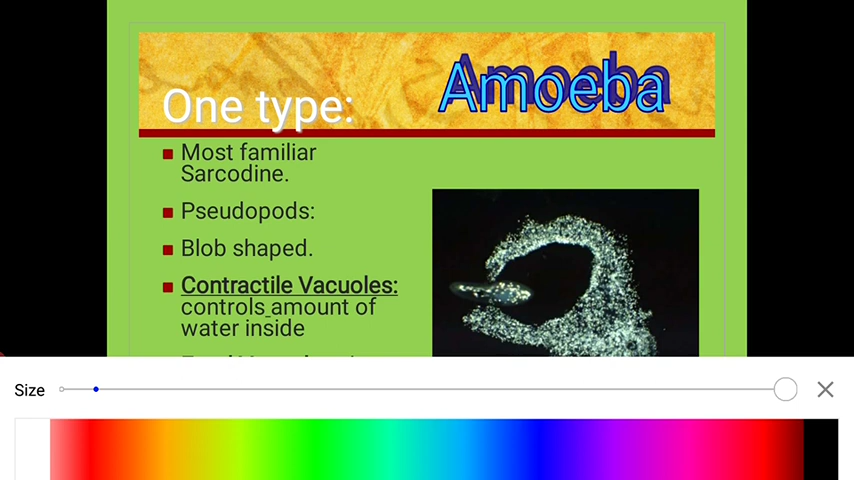 Amoeba
One type:
Most familiar
Sarcodine.
Pseudopods:
Blob shaped.
Contractile Vacuoles:
controls amount of
water inside
Size